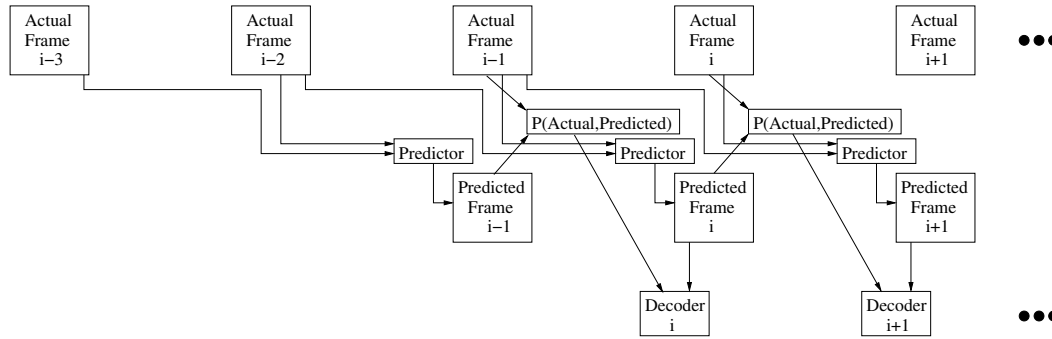 Actual
Frame
i−3
Actual
Frame
i−2
Actual
Frame
i−1
Actual
Frame
i
Actual
Frame
i+1
P(Actual,Predicted)
P(Actual,Predicted)
Predictor
Predictor
Predictor
Predicted
Frame
i−1
Predicted
Frame
i
Predicted
Frame
i+1
Decoder
i
Decoder
i+1